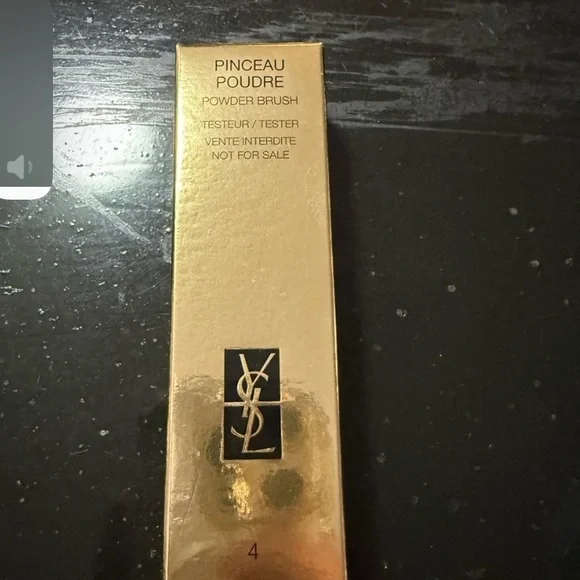 PINCEAU
POUDRE
POWDER BRUSH
TESTEUR / TESTER
VENTE INTERDITE
NOT FOR SALE
YSL
4